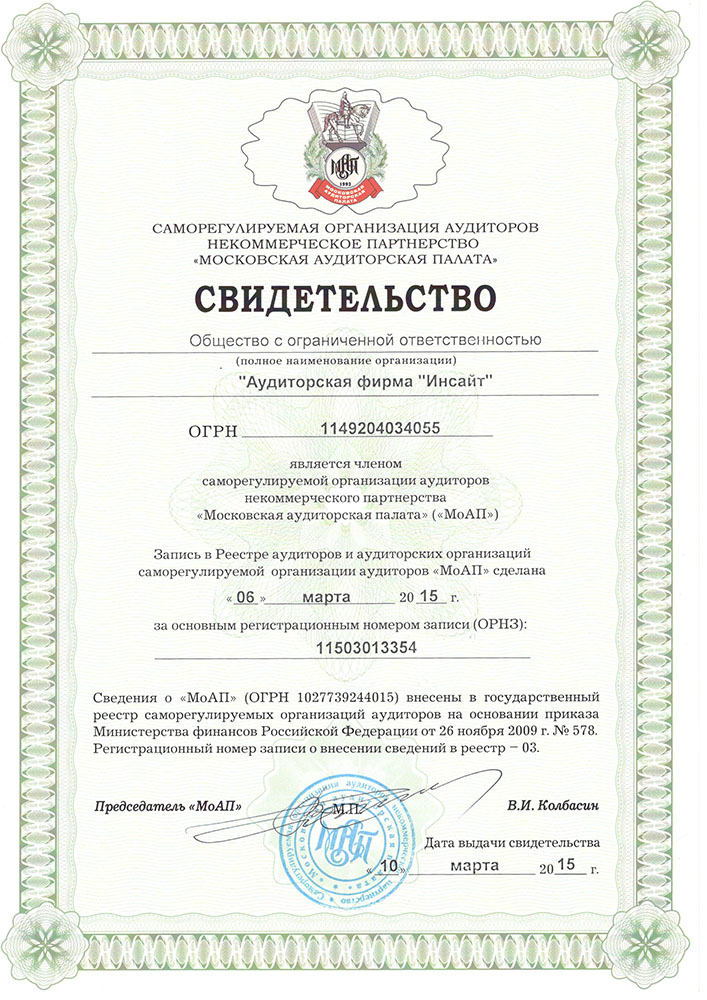 МАП
1993
МОСКОВСКАЯ
АУДИТОРСКАЯ
ПАЛАТА
САМОРЕГУЛИРУЕМАЯ ОРГАНИЗАЦИЯ АУДИТОРОВ
НЕКОММЕРЧЕСКОЕ ПАРТНЕРСТВО
«МОСКОВСКАЯ АУДИТОРСКАЯ ПАЛАТА»
СВИДЕТЕЛЬСТВО
Общество с ограниченной ответственностью
(полное наименование организации)
"Аудиторская фирма "Инсайт"
ОГРН 1149204034055
является членом
саморегулируемой организации аудиторов
некоммерческого партнерства
«Московская аудиторская палата» («МоАП»)
Запись в Реестре аудиторов и аудиторских организаций
саморегулируемой организации аудиторов «МоАП» сделана
« 06 » марта 20 15 г.
за основным регистрационным номером записи (ОРНЗ):
11503013354
Сведения о «МоАП» (ОГРН 1027739244015) внесены в государственный
реестр саморегулируемых организаций аудиторов на основании приказа
Министерства финансов Российской Федерации от 26 ноября 2009 г. № 578.
Регистрационный номер записи о внесении сведений в реестр – 03.
Председатель «МоАП» М.П. В.И. Колбасин
Дата выдачи свидетельства
« 10 » марта 20 15 г.